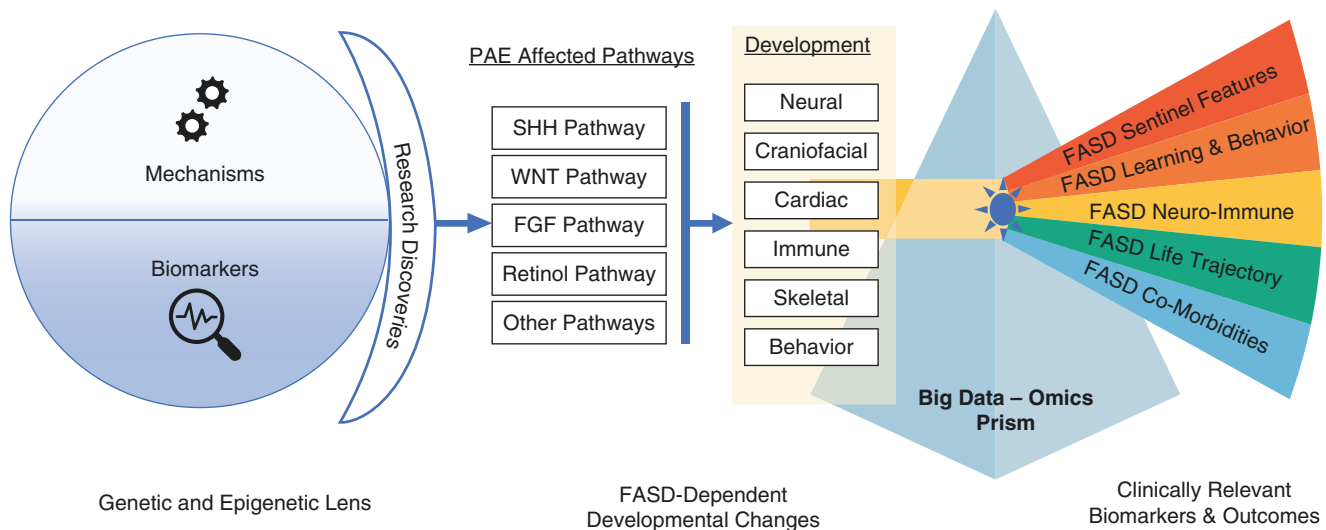 Mechanisms
Biomarkers
Research Discoveries
Genetic and Epigenetic Lens
PAE Affected Pathways
SHH Pathway
WNT Pathway
FGF Pathway
Retinol Pathway
Other Pathways
Development
Neural
Craniofacial
Cardiac
Immune
Skeletal
Behavior
FASD-Dependent
Developmental Changes
Big Data – Omics
Prism
FASD Sentinel Features
FASD Learning & Behavior
FASD Neuro-Immune
FASD Life Trajectory
FASD Co-Morbidities
Clinically Relevant
Biomarkers & Outcomes